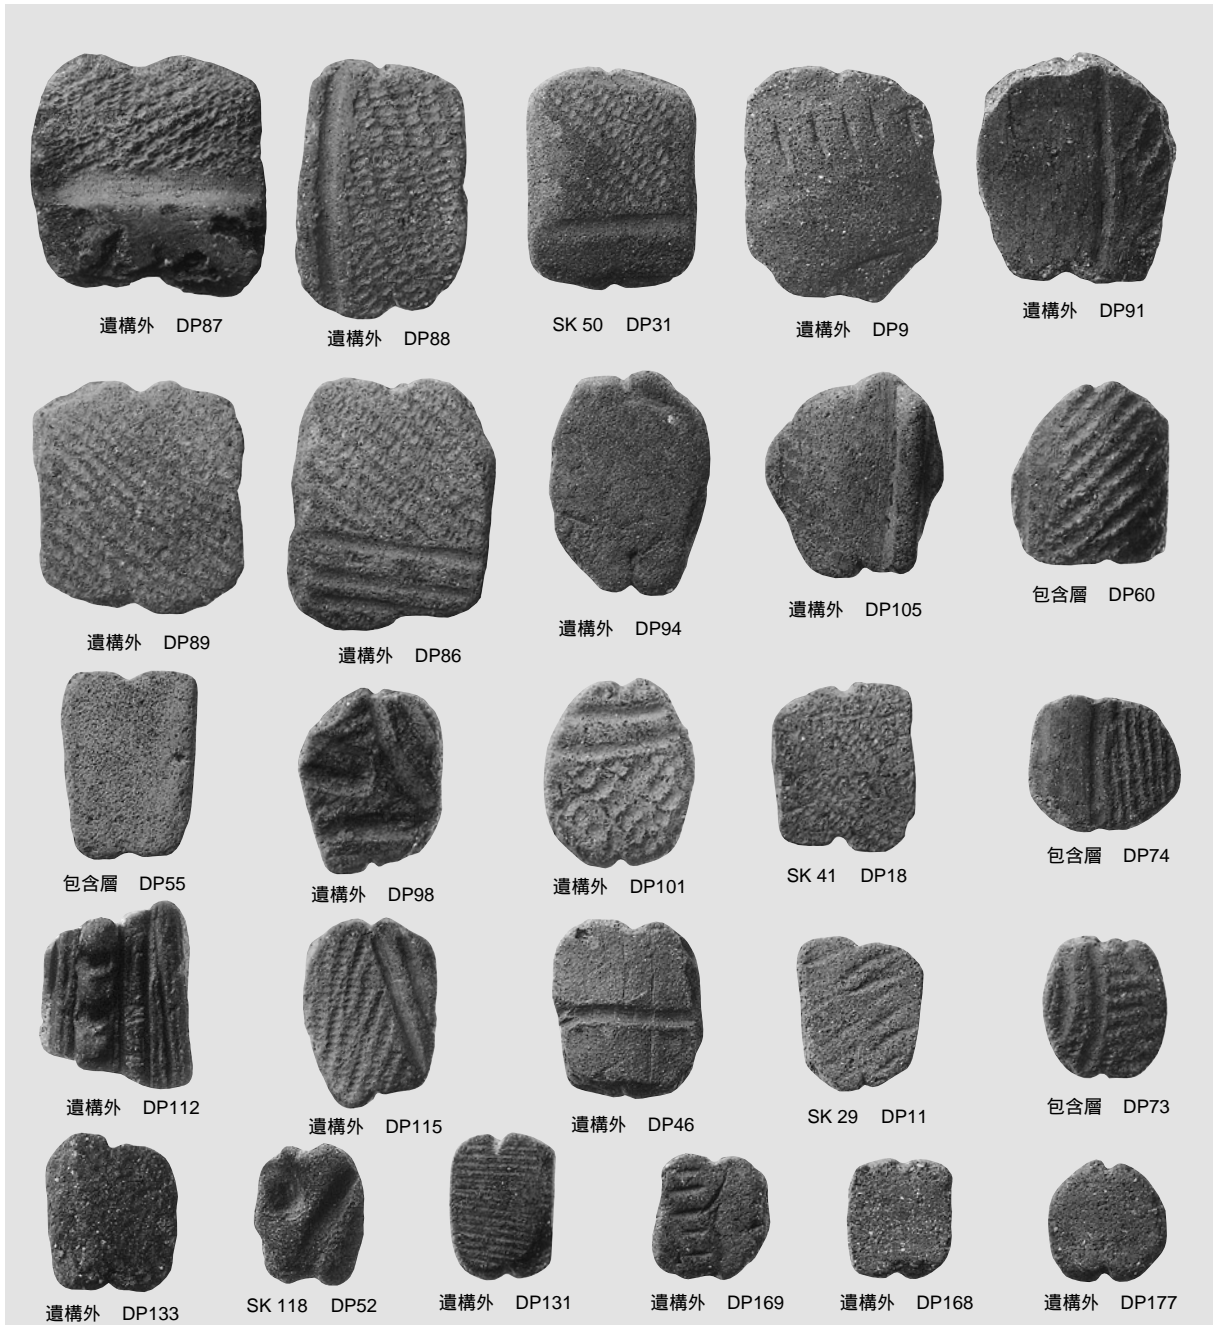 遺構外 DP87
遺構外 DP88
SK 50 DP31
遺構外 DP9
遺構外 DP91
遺構外 DP89
遺構外 DP86
遺構外 DP94
遺構外 DP105
包含層 DP60
包含層 DP55
遺構外 DP98
遺構外 DP101
SK 41 DP18
包含層 DP74
遺構外 DP112
遺構外 DP115
遺構外 DP46
SK 29 DP11
包含層 DP73
遺構外 DP133
SK 118 DP52
遺構外 DP131
遺構外 DP169
遺構外 DP168
遺構外 DP177